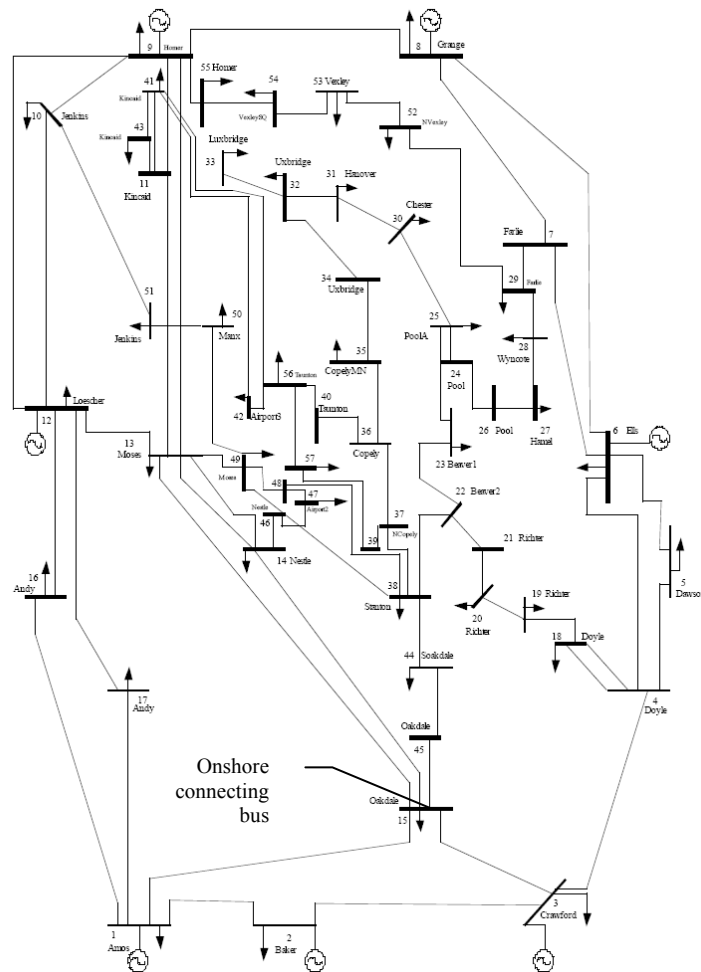 9 Homer
8 Grange
41
Kincaid
55 Homer
54
VexleySQ
53 Vexley
52
NVexley
10
Jenkins
43
Kincaid
11
Kincaid
Luxbridge
33
Uxbridge
32
31
Hanover
Chester
30
Farlie
7
29
Farlie
34
Uxbridge
51
Jenkins
50
Manx
25
PoolA
28
Wyncote
35
CopelyMN
24
Pool
56 Taunton
40
Taunton
42 Airport3
36
Copely
26 Pool
27
Hamel
Loescher
12
13
Moses
6 Ells
23 Beaver1
49
Moses
57
48
47
Airport2
Nestle
46
14 Nestle
22 Beaver2
37
NCopely
39
21 Richter
16
Andy
38
Stanton
19 Richter
20
Richter
18 Doyle
5
Dawso
17
Andy
44 Soakdale
4
Doyle
Oakdale
45
Onshore
connecting
bus
Oakdale
15
3
Crawford
1
Amos
2
Baker